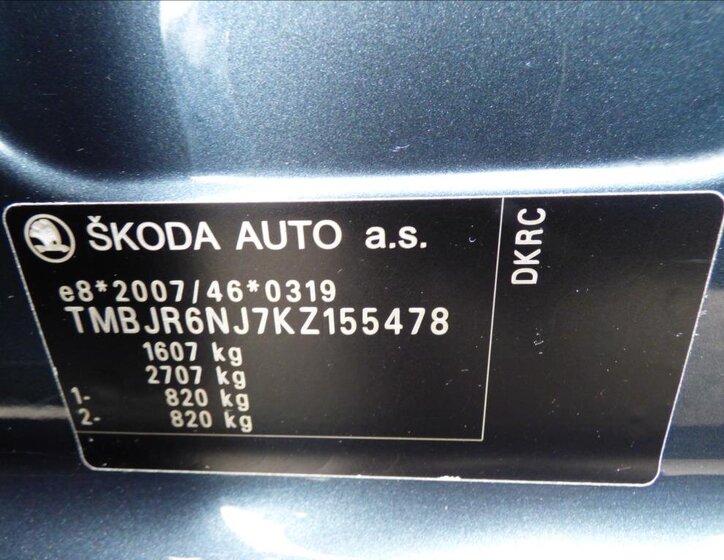 ŠKODA AUTO a.s.
e8*2007/46*0319
TMBJR6NJ7KZ155478
1607 kg
2707 kg
1- 820 kg
2- 820 kg
DKRC